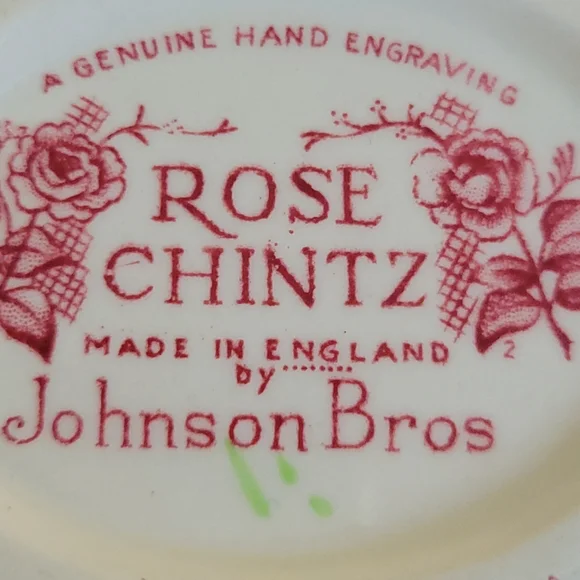 A GENUINE HAND ENGRAVING
ROSE
CHINTZ
MADE IN ENGLAND
2
by
Johnson Bros